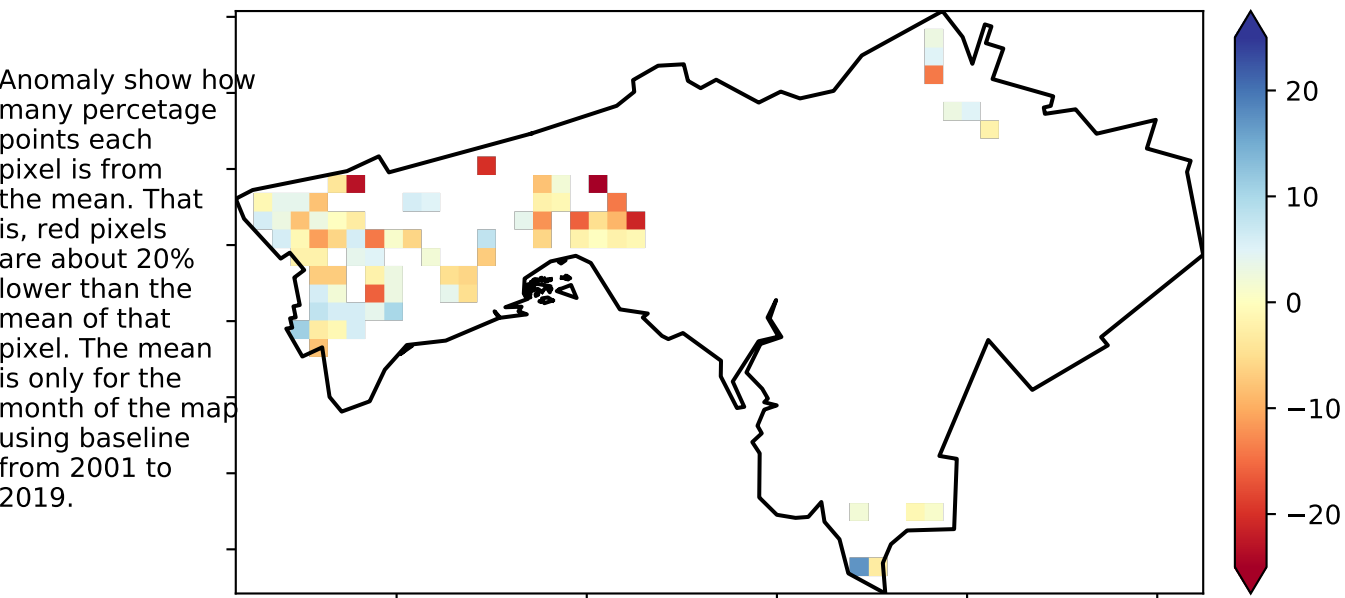 Anomaly show how
many percetage
points each
pixel is from
the mean. That
is, red pixels
are about 20%
lower than the
mean of that
pixel. The mean
is only for the
month of the map
using baseline
from 2001 to
2019.
20
10
0
−10
−20